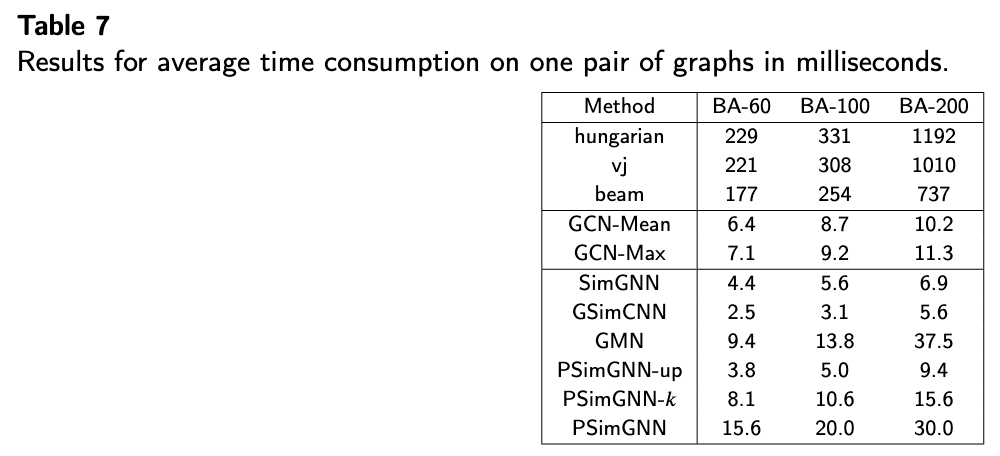 Table 7
Results for average time consumption on one pair of graphs in milliseconds.
Method BA-60 BA-100 BA-200
hungarian 229 331 1192
vj 221 308 1010
beam 177 254 737
GCN-Mean 6.4 8.7 10.2
GCN-Max 7.1 9.2 11.3
SimGNN 4.4 5.6 6.9
GSimCNN 2.5 3.1 5.6
GMN 9.4 13.8 37.5
PSimGNN-up 3.8 5.0 9.4
PSimGNN-k 8.1 10.6 15.6
PSimGNN 15.6 20.0 30.0